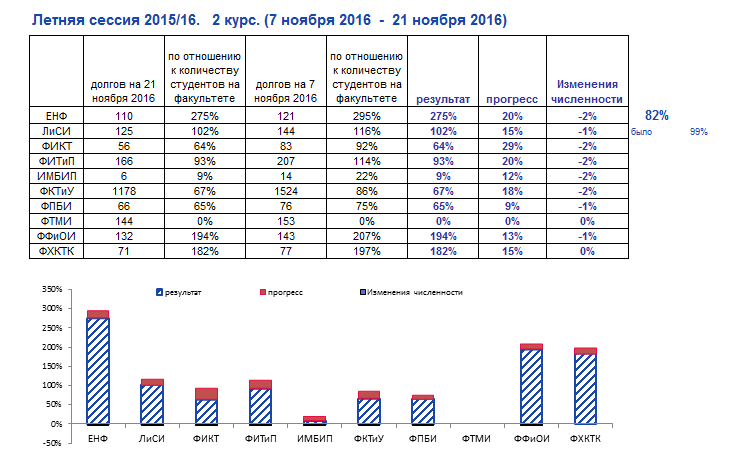 Летняя сессия 2015/16. 2 курс. (7 ноября 2016 - 21 ноября 2016)
долгов на 21 ноября 2016 по отношению к количеству студентов на факультете долгов на 7 ноября 2016 по отношению к количеству студентов на факультете результат прогресс Изменения численности
ЕНФ 110 275% 121 295% 275% 20% -2% 82%
ЛиСИ 125 102% 144 116% 102% 15% -1% было 99%
ФИКТ 56 64% 83 92% 64% 29% -2%
ФИТиП 166 93% 207 114% 93% 20% -2%
ИМБИП 6 9% 14 22% 9% 12% -2%
ФКТиУ 1178 67% 1524 86% 67% 18% -2%
ФПБИ 66 65% 76 75% 65% 9% -1%
ФТМИ 144 0% 153 0% 0% 0% 0%
ФФиОИ 132 194% 143 207% 194% 13% -1%
ФХКТК 71 182% 77 197% 182% 15% 0%
результат прогресс Изменения численности
350%
300%
250%
200%
150%
100%
50%
0%
-50%
ЕНФ ЛиСИ ФИКТ ФИТиП ИМБИП ФКТиУ ФПБИ ФТМИ ФФиОИ ФХКТК